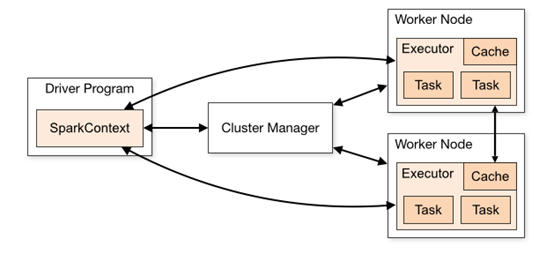 Driver Program
SparkContext
Cluster Manager
Worker Node
Executor
Cache
Task
Task
Worker Node
Executor
Cache
Task
Task